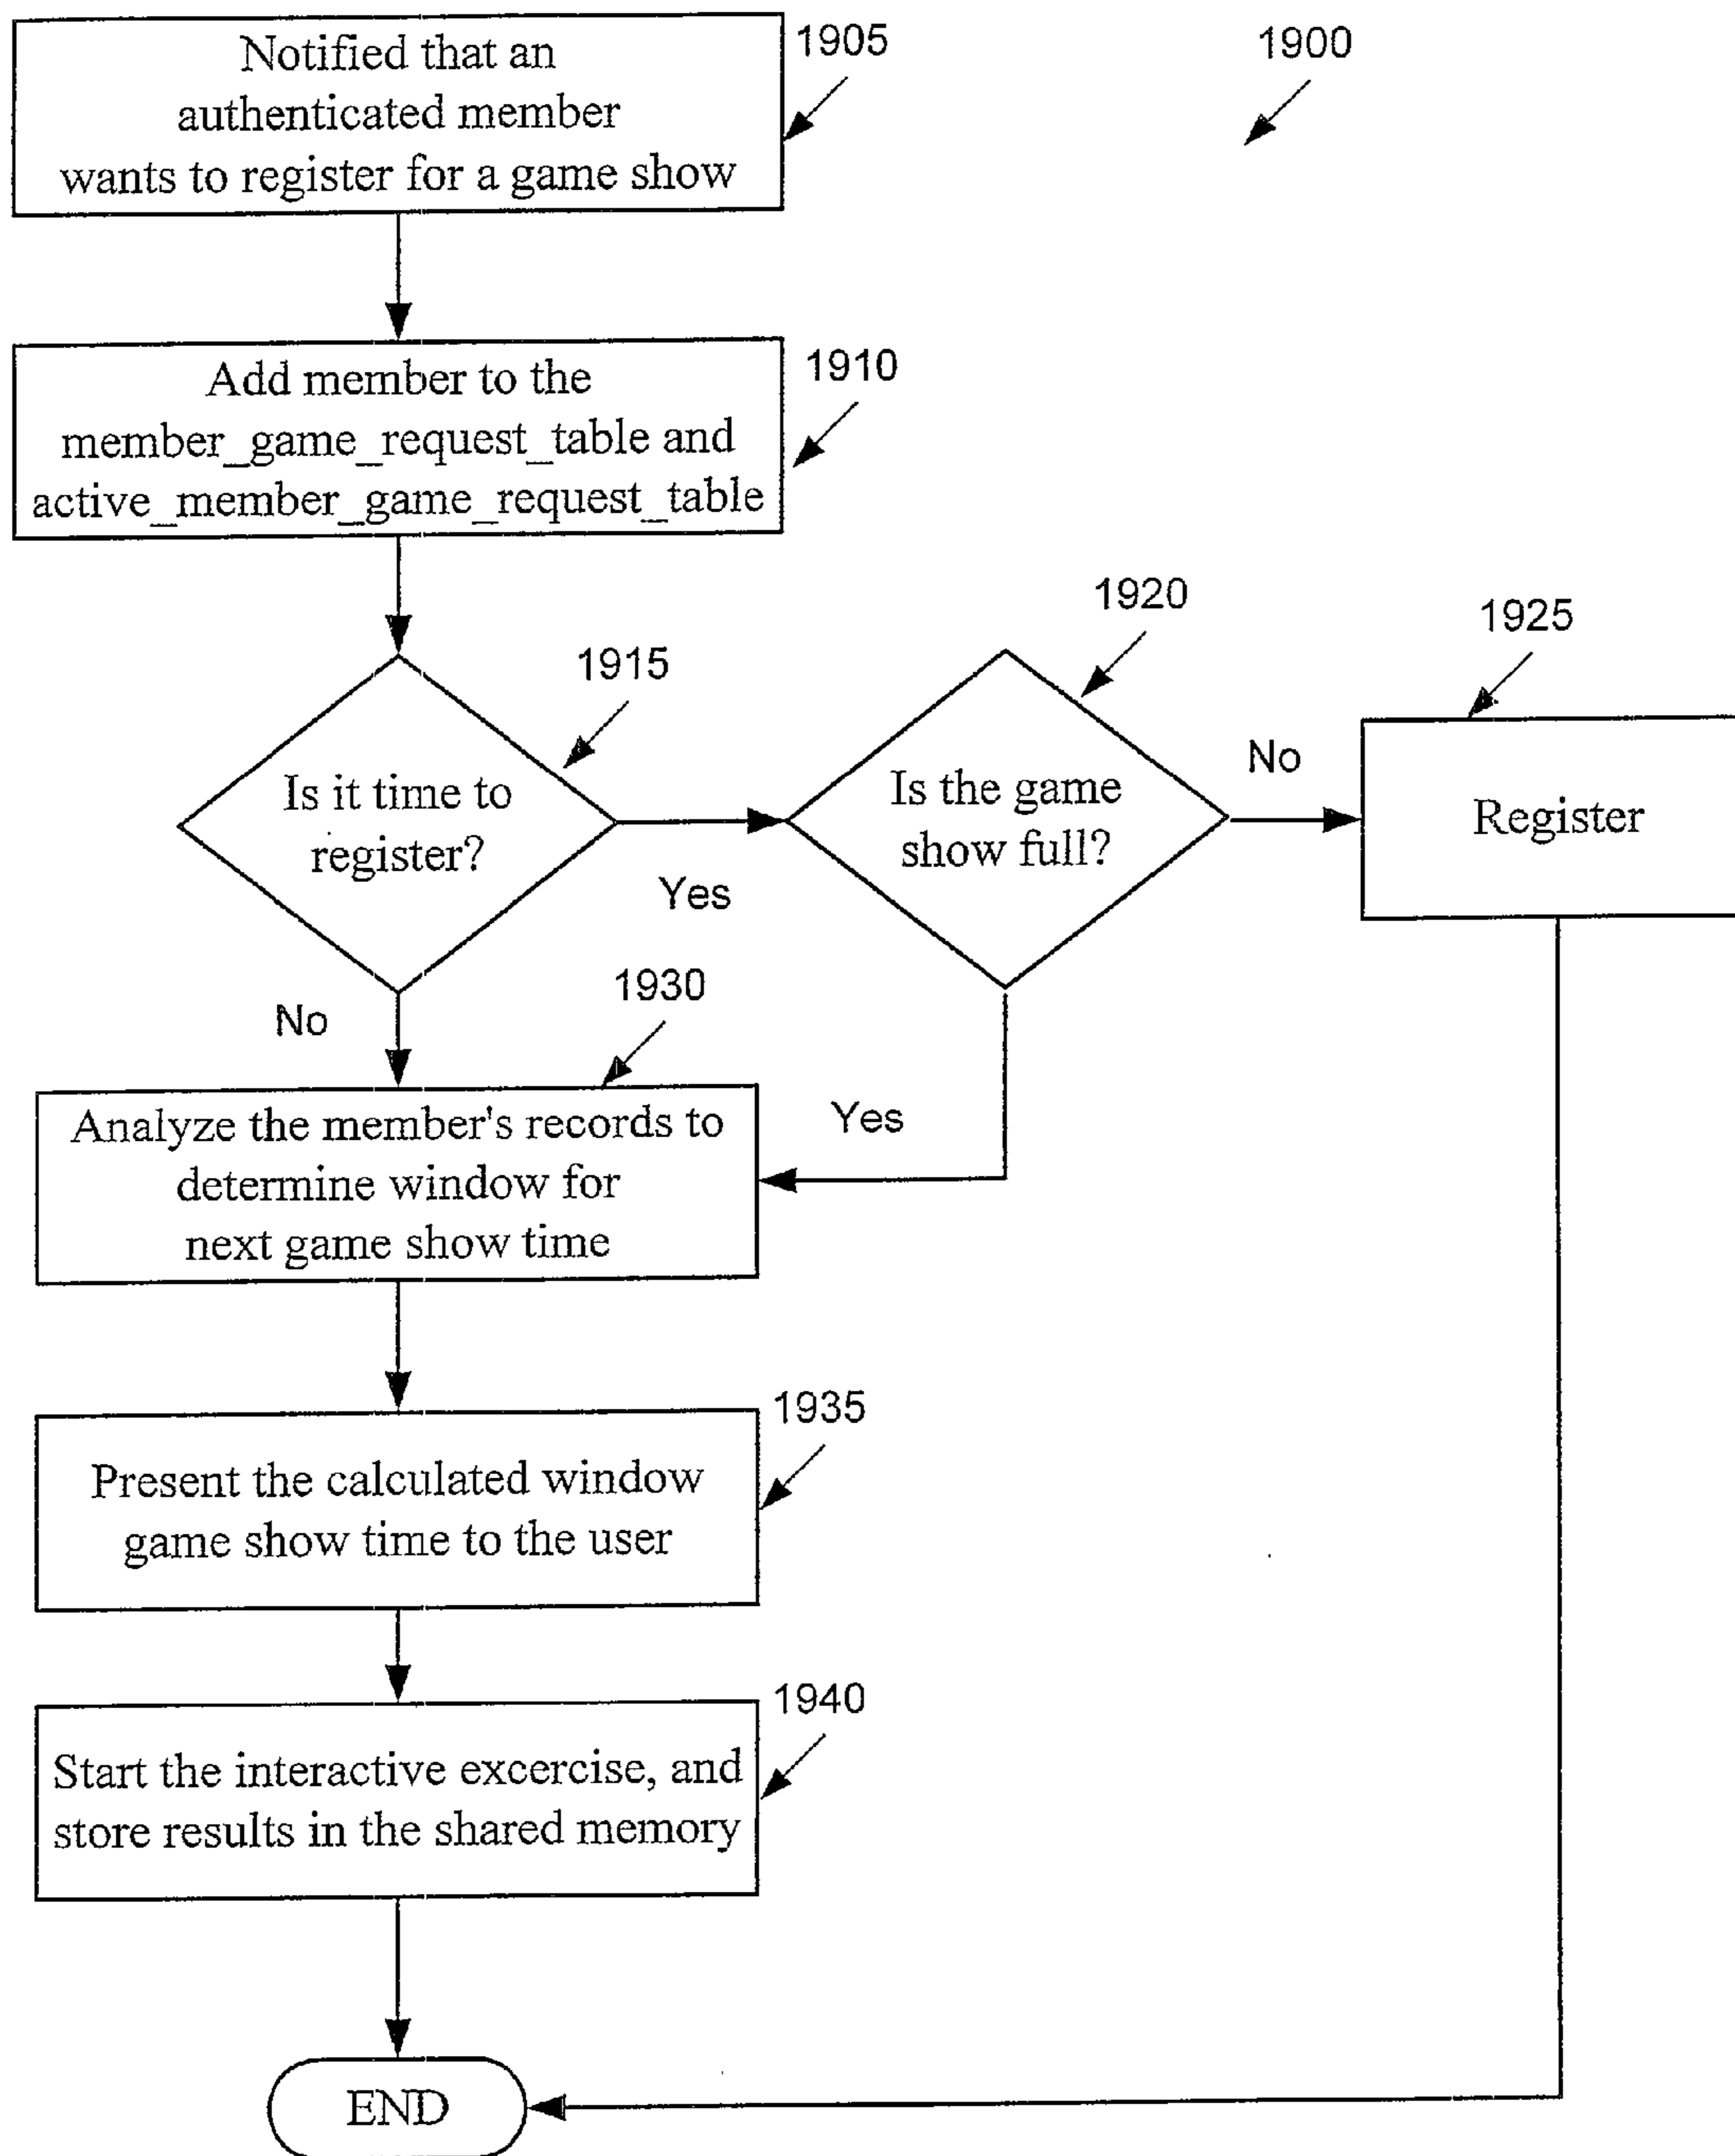 Notified that an
authenticated member
wants to register for a game show
1905
1900
Add member to the
member_game_request_table and
active_member_game_request_table
1910
1915
Is it time to
register?
Yes
1920
Is the game
show full?
No
1925
Register
No
Yes
1930
Analyze the member's records to
determine window for
next game show time
1935
Present the calculated window
game show time to the user
1940
Start the interactive excercise, and
store results in the shared memory
END